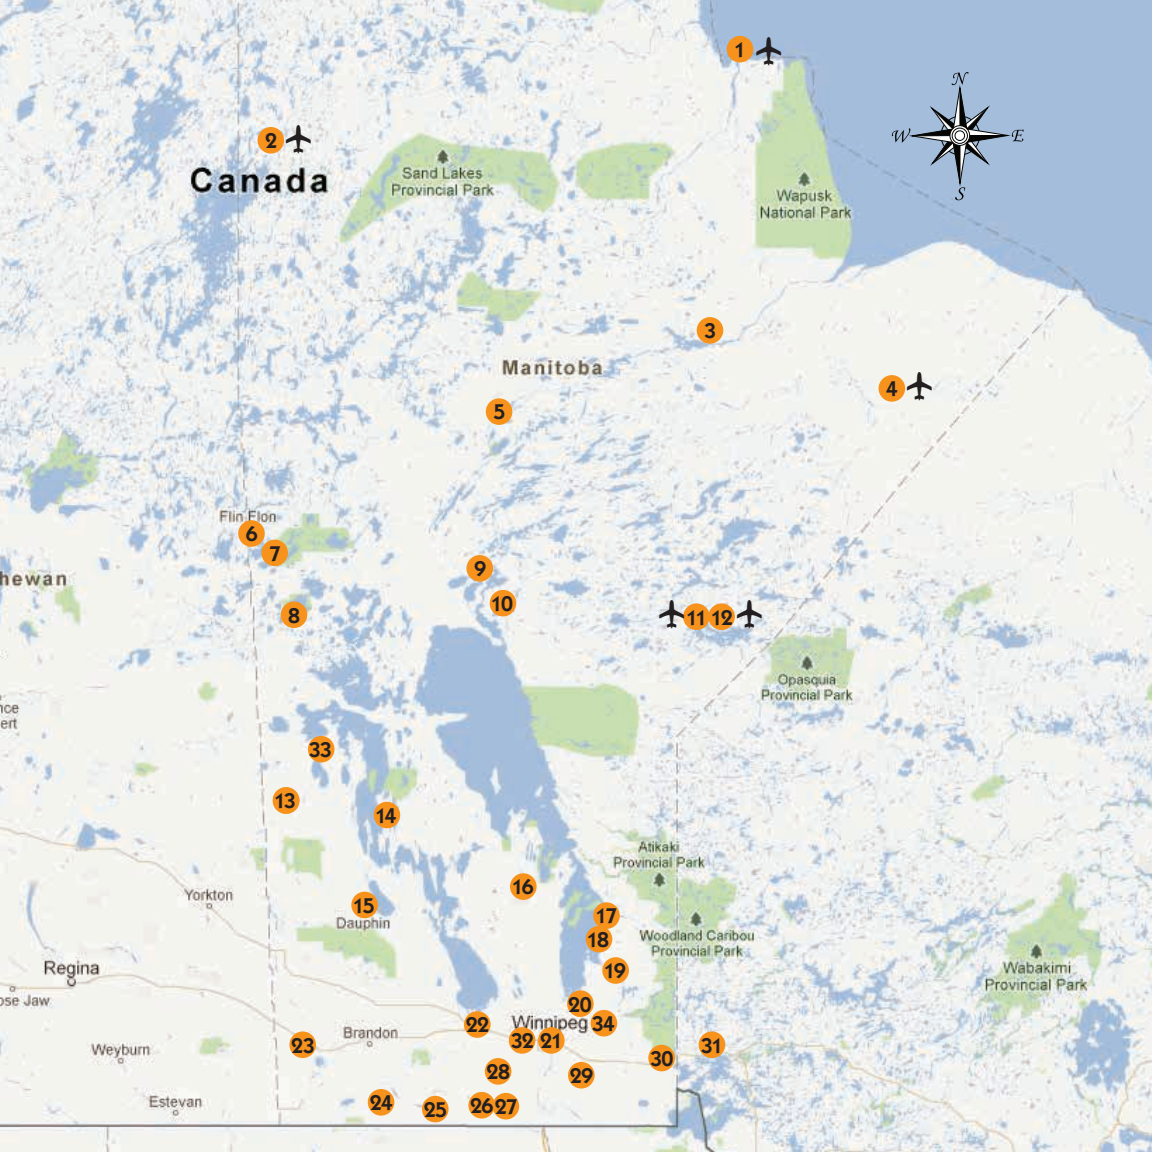 1
N
W
E
S
2
Canada
Sand Lakes
Provincial Park
Wapusk
National Park
3
Manitoba
4
5
Flin Flon
6
7
hewan
9
8
10
11
12
Opasquia
Provincial Park
nce
ert
33
13
14
Atikaki
Provincial Park
16
Yorkton
15
Dauphin
17
18
Woodland Caribou
Provincial Park
Regina
19
Wabakimi
Provincial Park
ose Jaw
20
22
Winnipeg
34
Brandon
23
32
21
31
Weyburn
30
28
29
Estevan
24
25
26
27